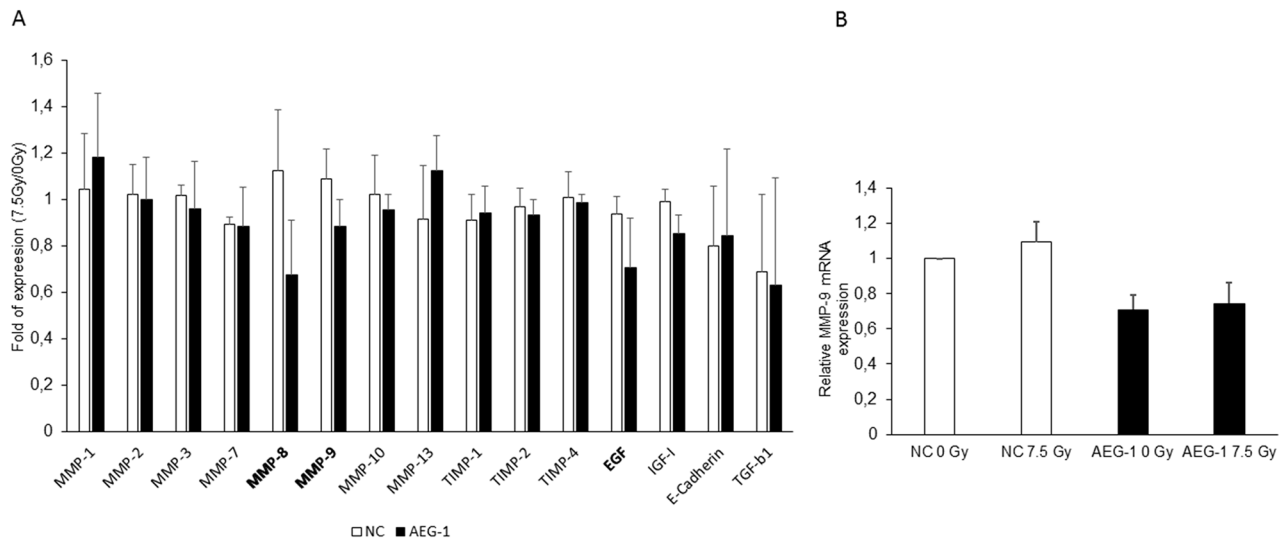 A
Fold of expreesion (7.5Gy/0Gy)
1,6
1,4
1,2
1
0,8
0,6
0,4
0,2
0
MMP-1
MMP-2
MMP-3
MMP-7
MMP-8
MMP-9
MMP-10
MMP-13
TIMP-1
TIMP-2
TIMP-4
EGF
IGF-I
E-Cadherin
TGF-b1
NC AEG-1
B
Relative MMP-9 mRNA
expression
1,4
1,2
1
0,8
0,6
0,4
0,2
0
NC 0 Gy NC 7.5 Gy AEG-1 0 Gy AEG-1 7.5 Gy